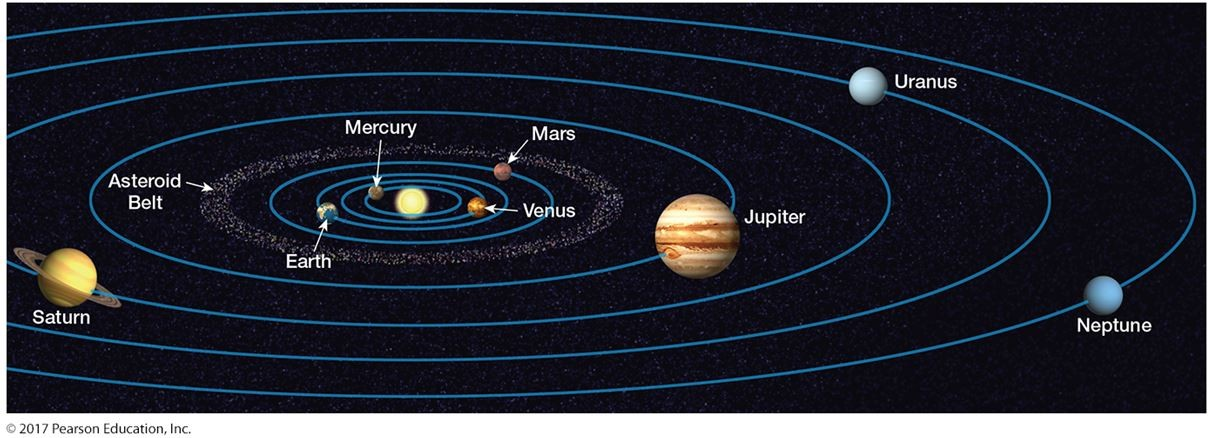 Uranus
Mercury
Mars
Asteroid
Belt
Venus
Jupiter
Earth
Saturn
Neptune
© 2017 Pearson Education, Inc.